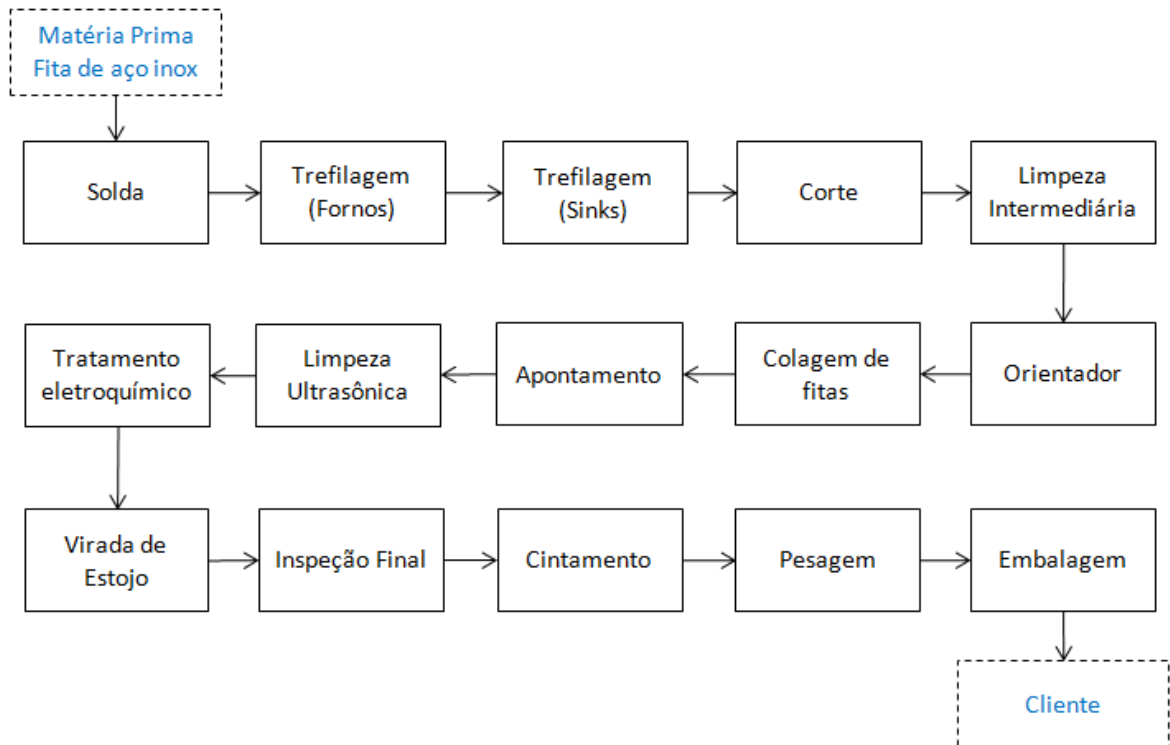 Matéria Prima
Fita de aço inox
Solda
Trefilagem
(Fornos)
Trefilagem
(Sinks)
Corte
Limpeza
Intermediária
Orientador
Colagem de
fitas
Apontamento
Limpeza
Ultrasônica
Tratamento
eletroquímico
Virada de
Estojo
Inspeção Final
Cintamento
Pesagem
Embalagem
Cliente